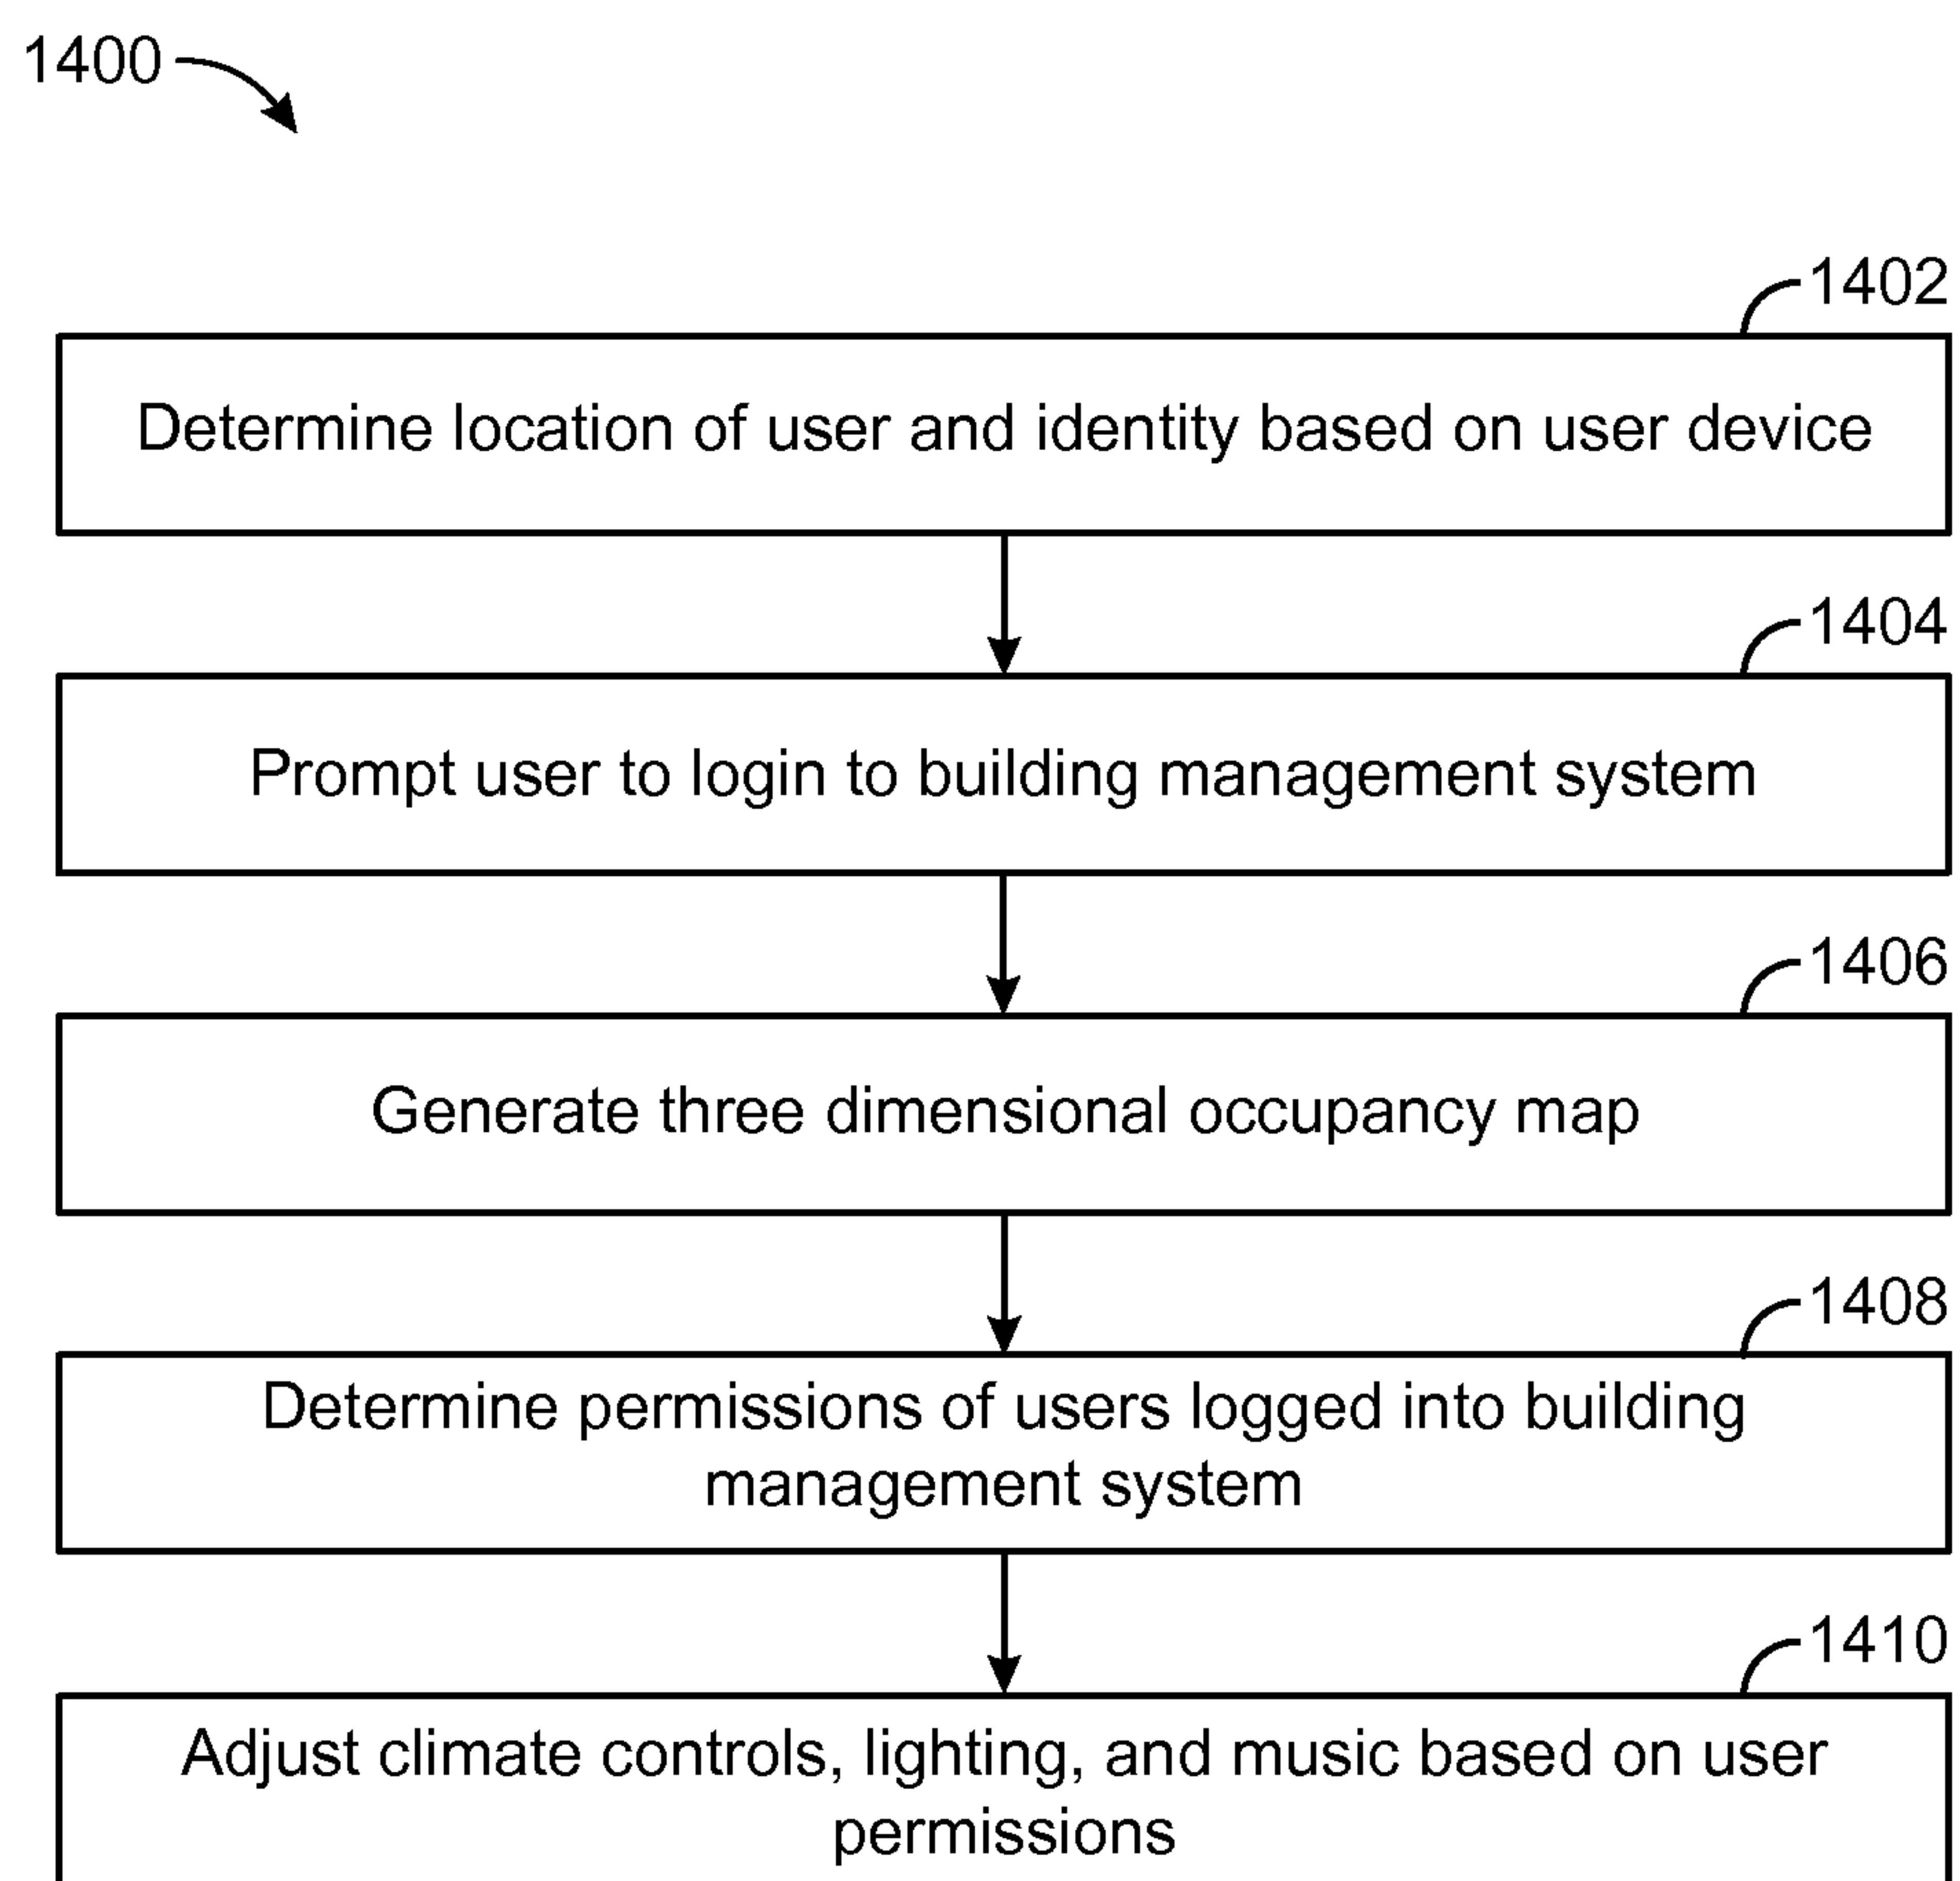 1400
1402
Determine location of user and identity based on user device
1404
Prompt user to login to building management system
1406
Generate three dimensional occupancy map
1408
Determine permissions of users logged into building
management system
1410
Adjust climate controls, lighting, and music based on user
permissions